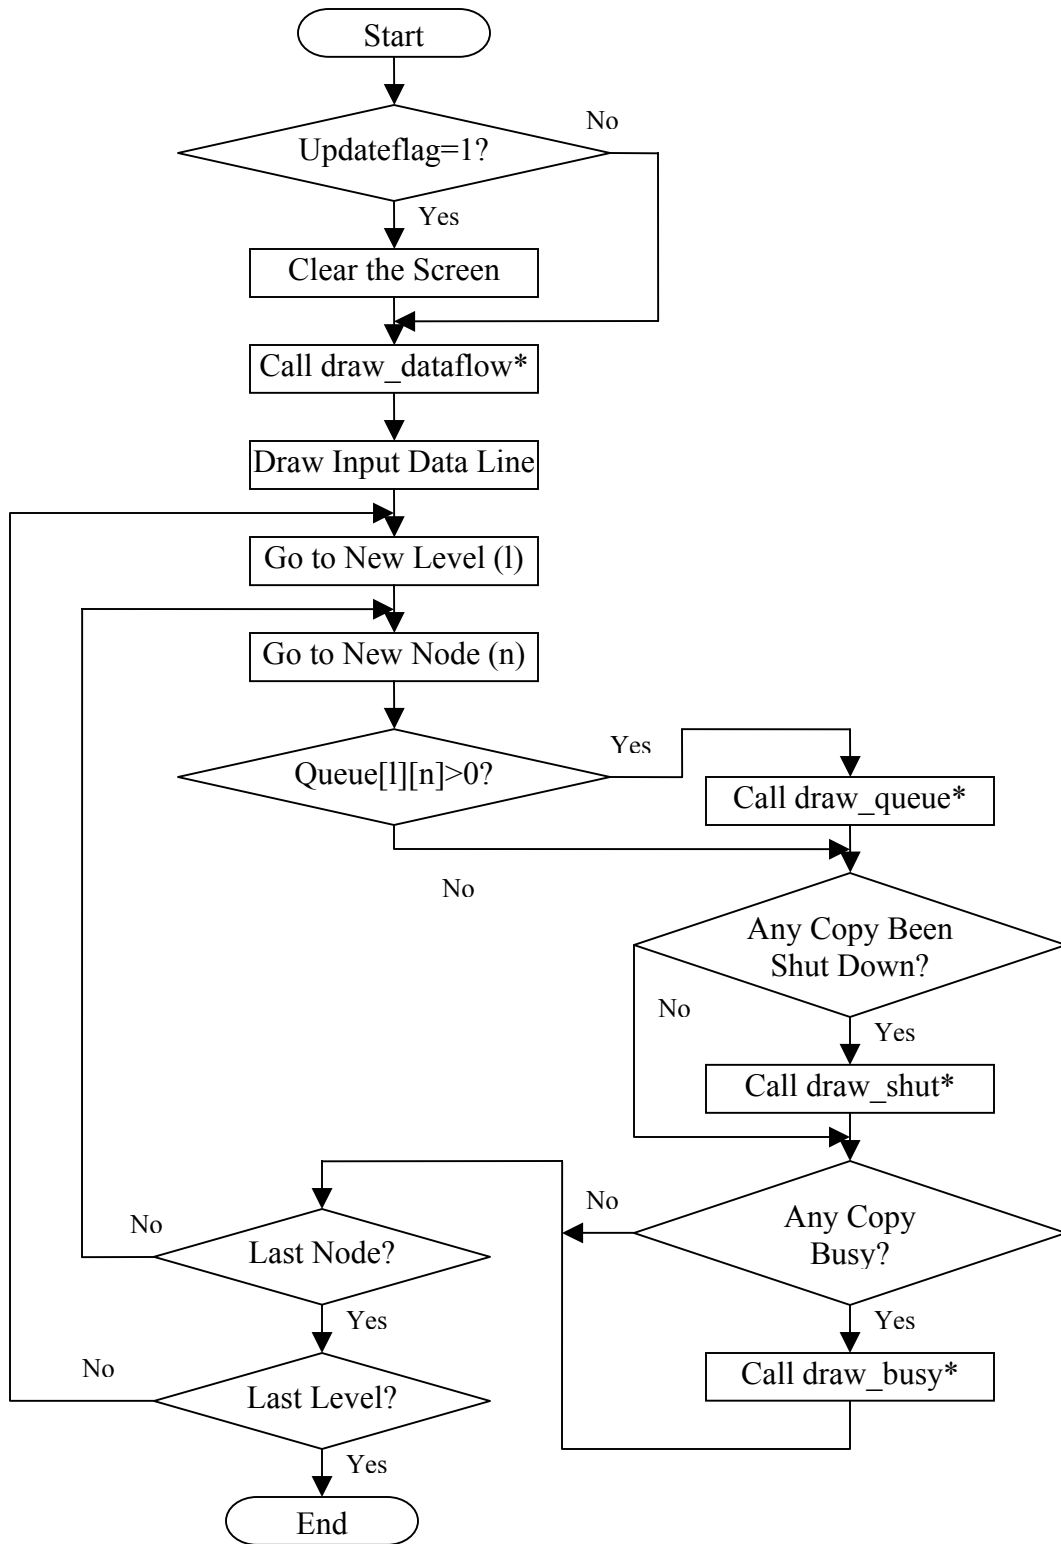 Start
Updateflag=1?
No
Yes
Clear the Screen
Call draw_dataflow*
Draw Input Data Line
Go to New Level (l)
Go to New Node (n)
Queue[l][n]>0?
Yes
Call draw_queue*
No
Any Copy Been
Shut Down?
No
Yes
Call draw_shut*
Any Copy
Busy?
No
Yes
Call draw_busy*
Last Node?
No
Yes
Last Level?
No
Yes
End